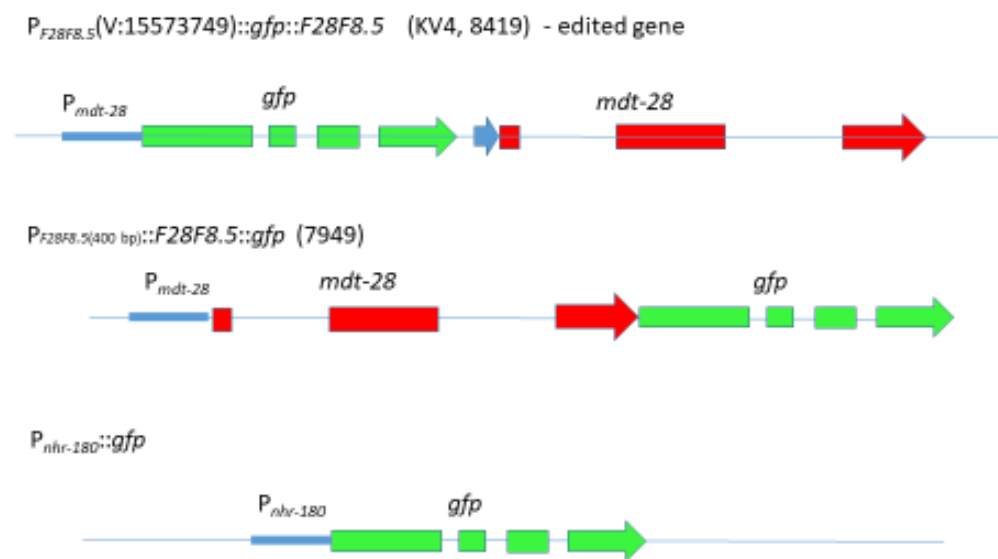 PF28F8.5(V:15573749)::gfp::F28F8.5 (KV4, 8419) - edited gene
Pmdt-28 gfp mdt-28
PF28F8.5(400 bp)::F28F8.5::gfp (7949)
Pmdt-28 mdt-28 gfp
Pnhr-180::gfp
Pnhr-180 gfp